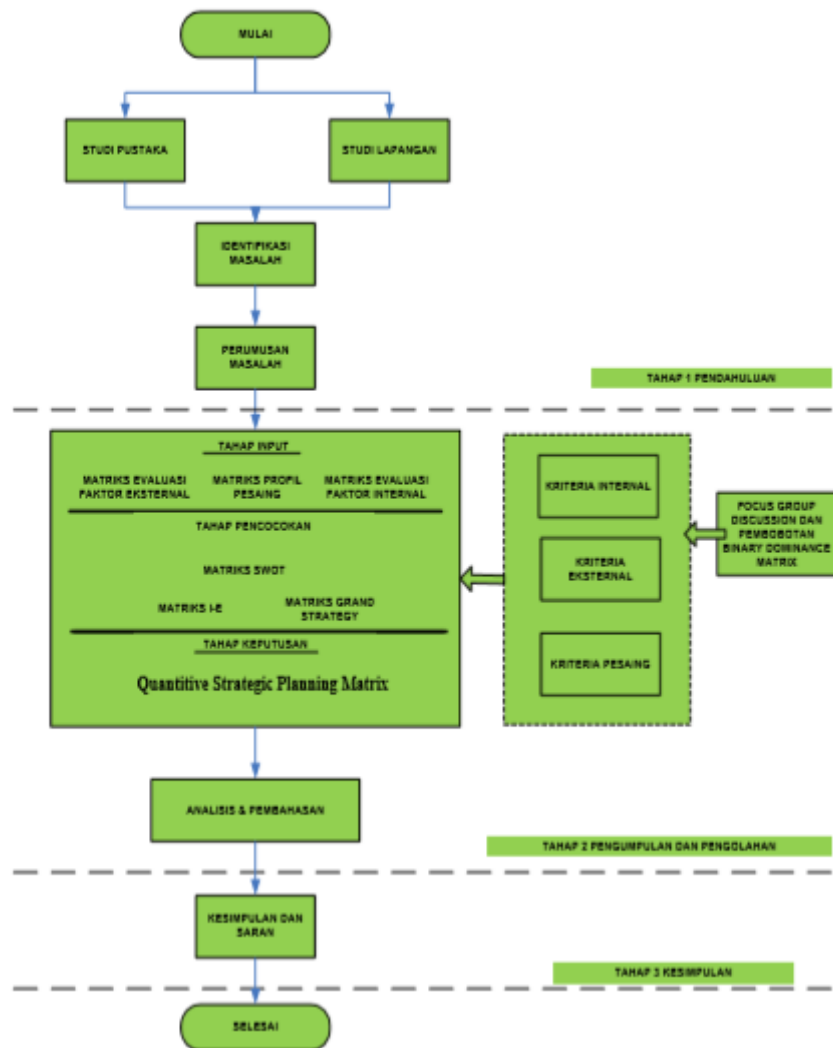 MULAI
STUDI PUSTAKA
STUDI LAPANGAN
IDENTIFIKASI
MASALAH
PERUMUSAN
MASALAH
TAHAP 1 PENDAHULUAN
TAHAP INPUT
MATRIKS EVALUASI
FAKTOR EKSTERNAL
MATRIKS PROFIL
PESAING
MATRIKS EVALUASI
FAKTOR INTERNAL
TAHAP PENCOCOKAN
MATRIKS SWOT
MATRIKS I-E
MATRIKS GRAND
STRATEGY
TAHAP KEPUTUSAN
Quantitive Strategic Planning Matrix
KRITERIA INTERNAL
KRITERIA
EKSTERNAL
KRITERIA PESAING
FOCUS GROUP
DISCUSSION DAN
PEMBOBOTAN
BINARY DOMINANCE
MATRIX
ANALISIS & PEMBAHASAN
TAHAP 2 PENGUMPULAN DAN PENGOLAHAN
KESIMPULAN DAN
SARAN
TAHAP 3 KESIMPULAN
SELESAI